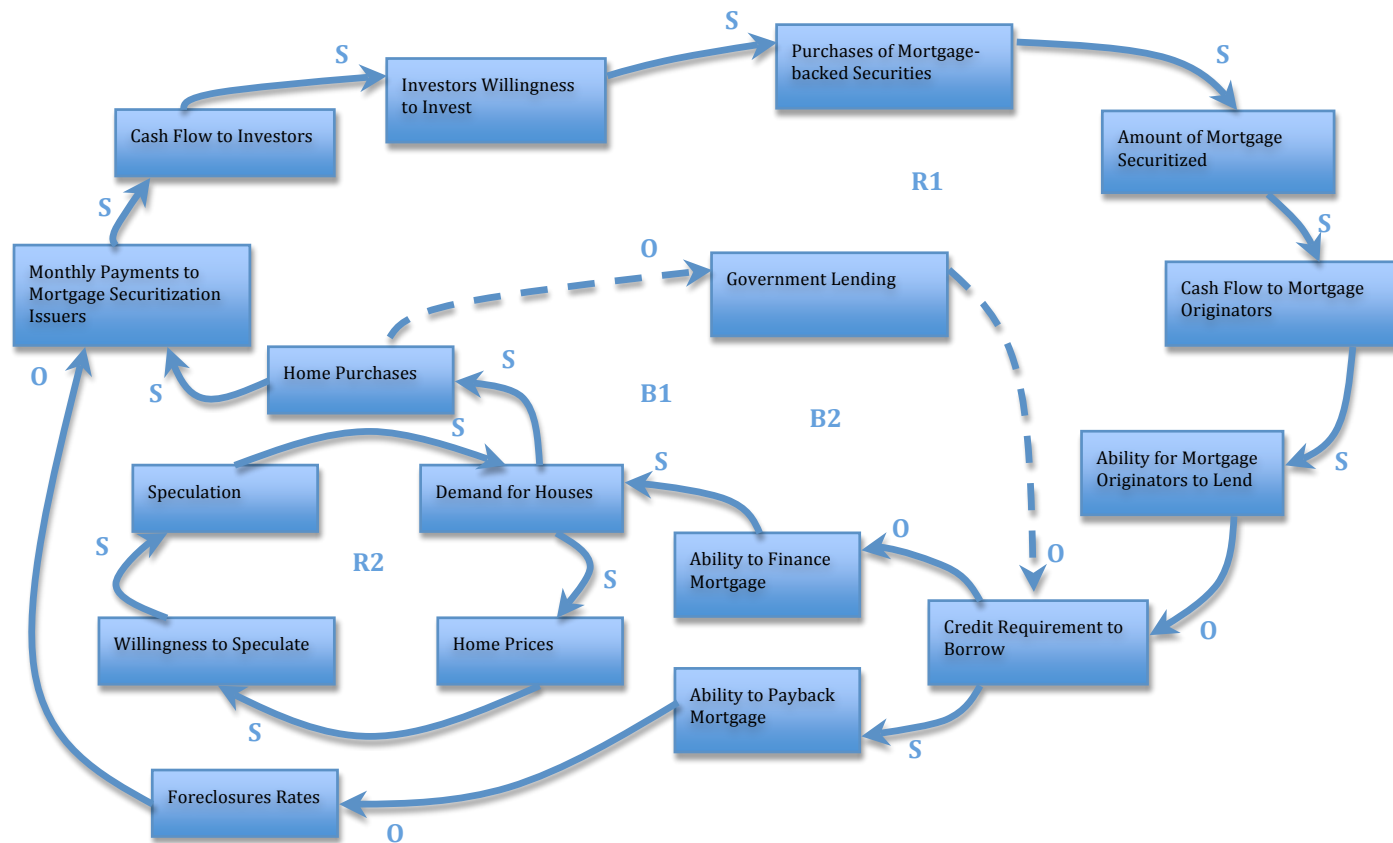 S
S
Purchases of Mortgage-
backed Securities
S
Investors Willingness
to Invest
Cash Flow to Investors
Amount of Mortgage
Securitized
R1
S
S
Monthly Payments to
Mortgage Securitization
Issuers
O
Government Lending
Cash Flow to Mortgage
Originators
O
S
Home Purchases
S
B1
B2
S
Speculation
S
Demand for Houses
S
Ability for Mortgage
Originators to Lend
S
R2
S
Ability to Finance
Mortgage
O
O
Willingness to Speculate
Home Prices
Credit Requirement to
Borrow
O
S
Ability to Payback
Mortgage
S
Foreclosures Rates
O